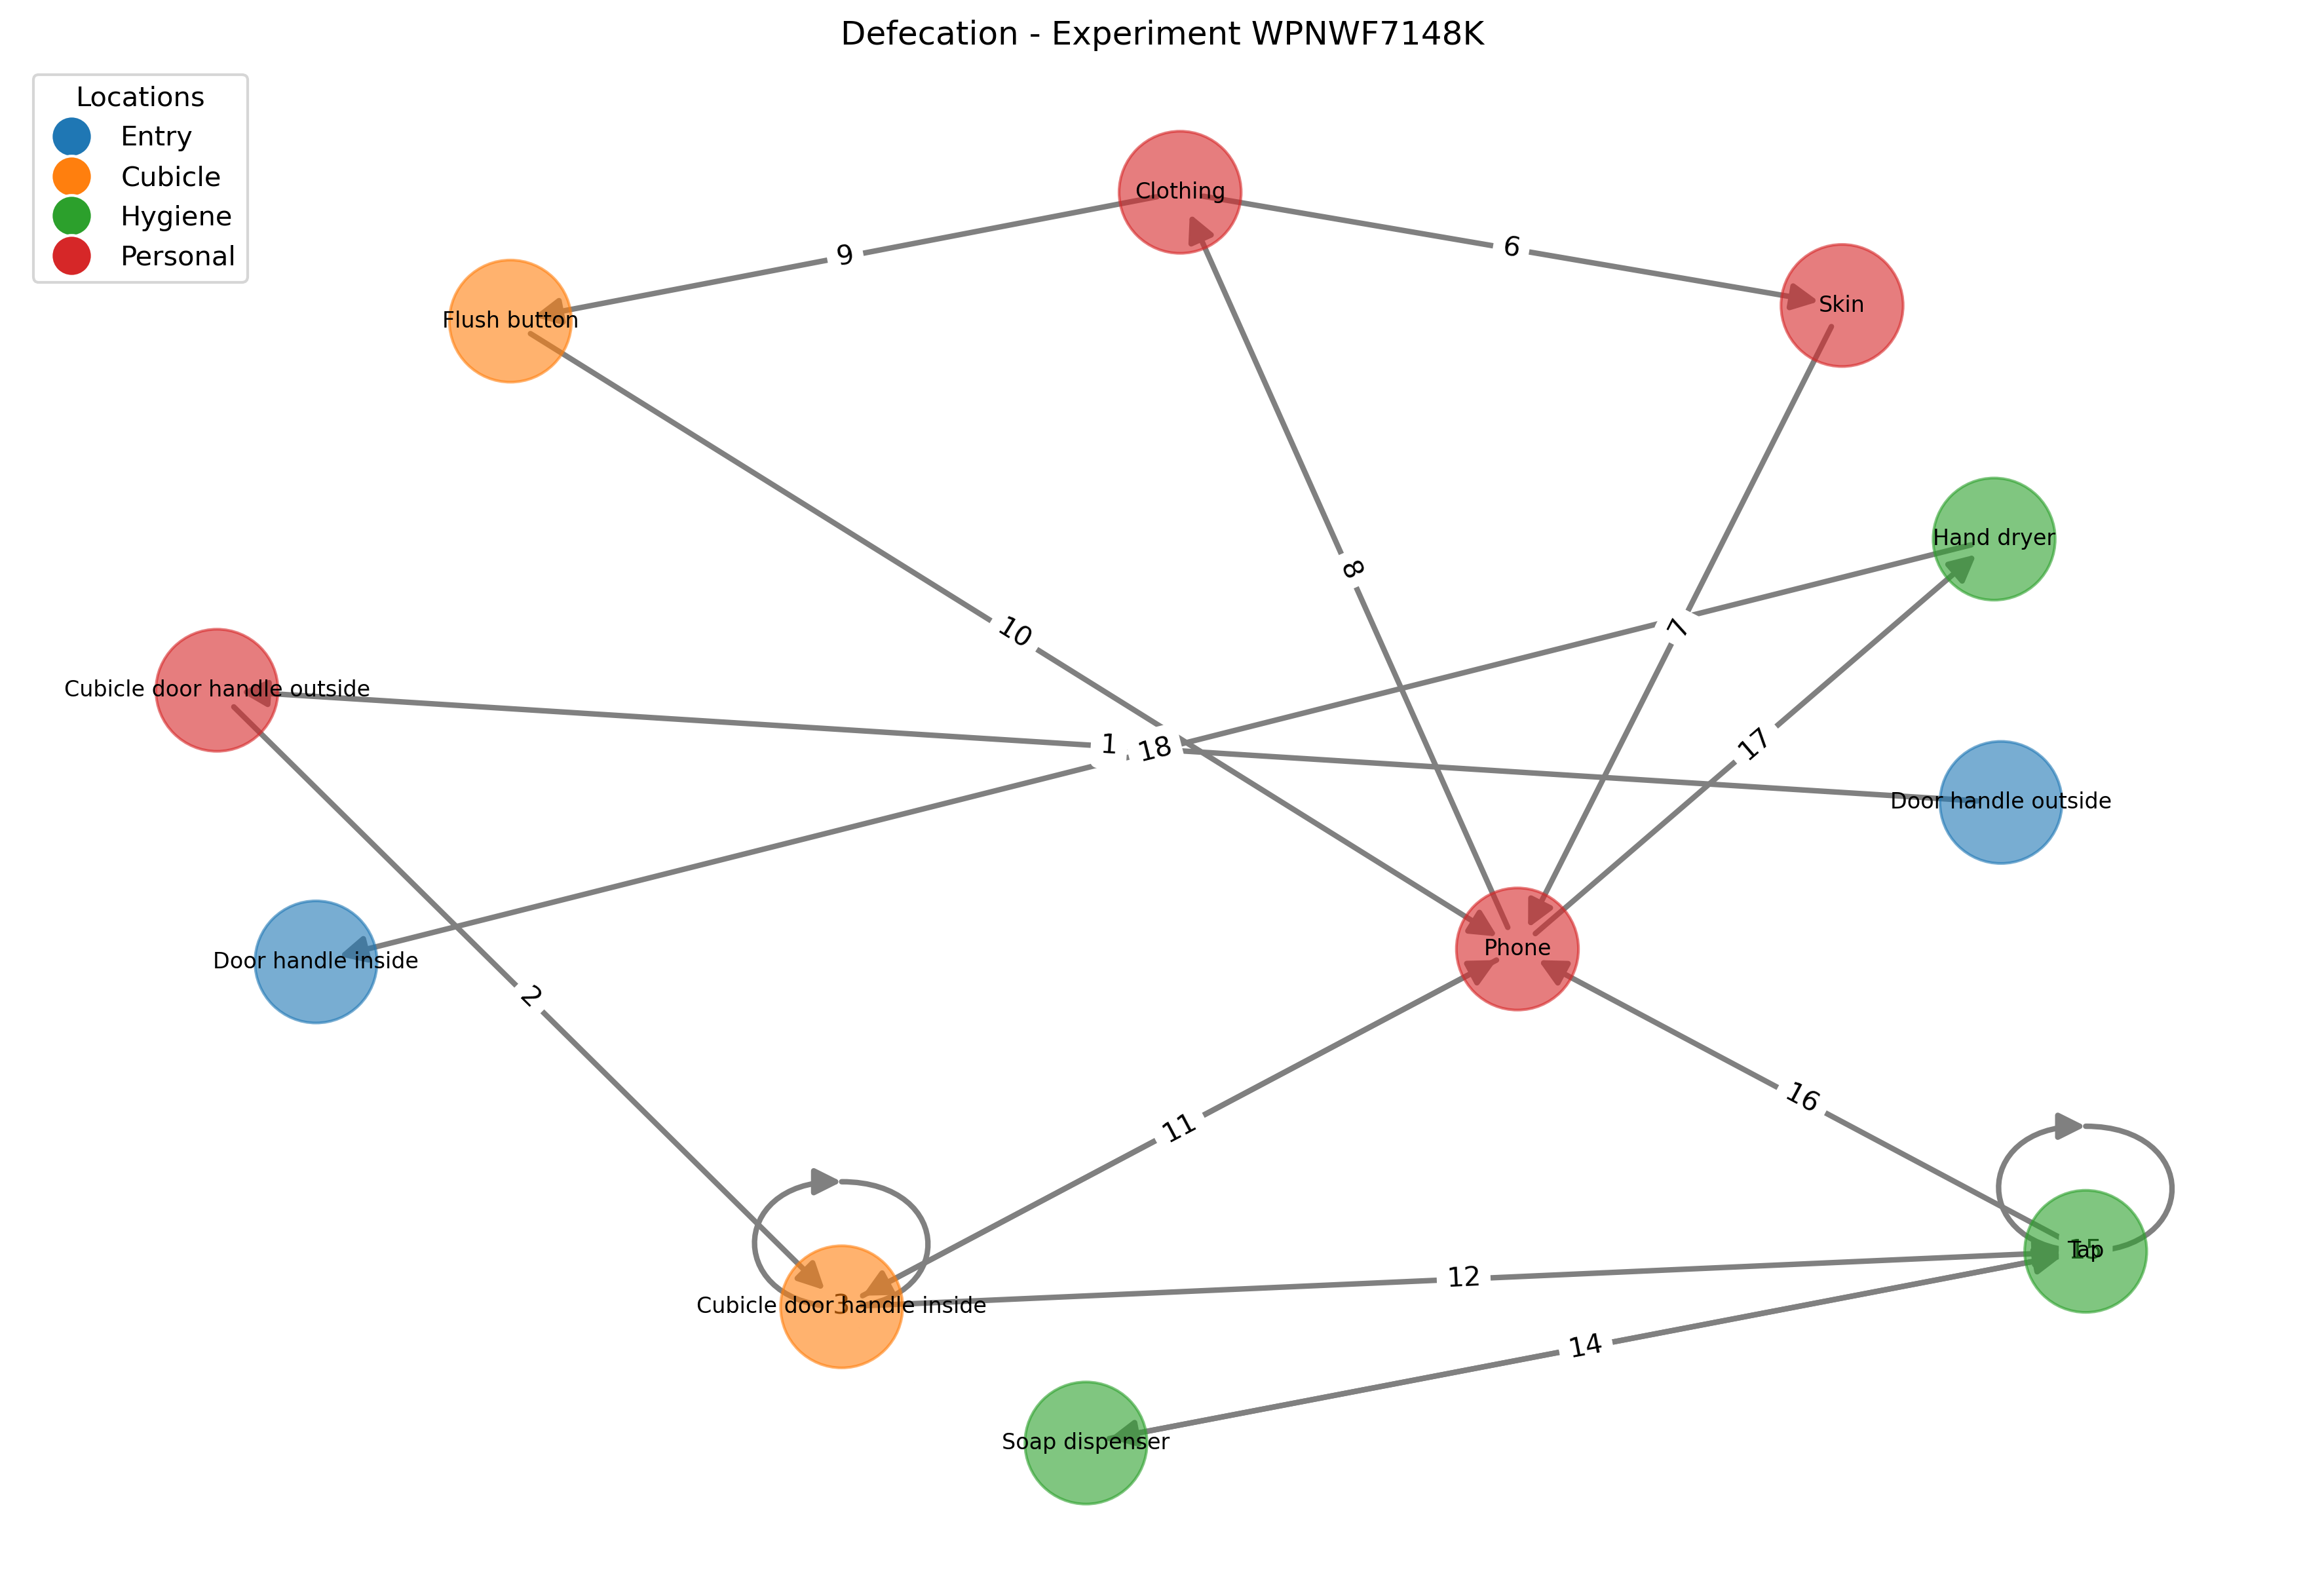 Defecation - Experiment WPNWF7148K
Locations
Entry
Cubicle
Hygiene
Personal
Clothing
9
6
Skin
Flush button
Hand dryer
8
10
7
Cubicle door handle outside
1
18
17
Door handle outside
Phone
Door handle inside
2
16
11
Tap
15
12
3
Cubicle door handle inside
14
Soap dispenser